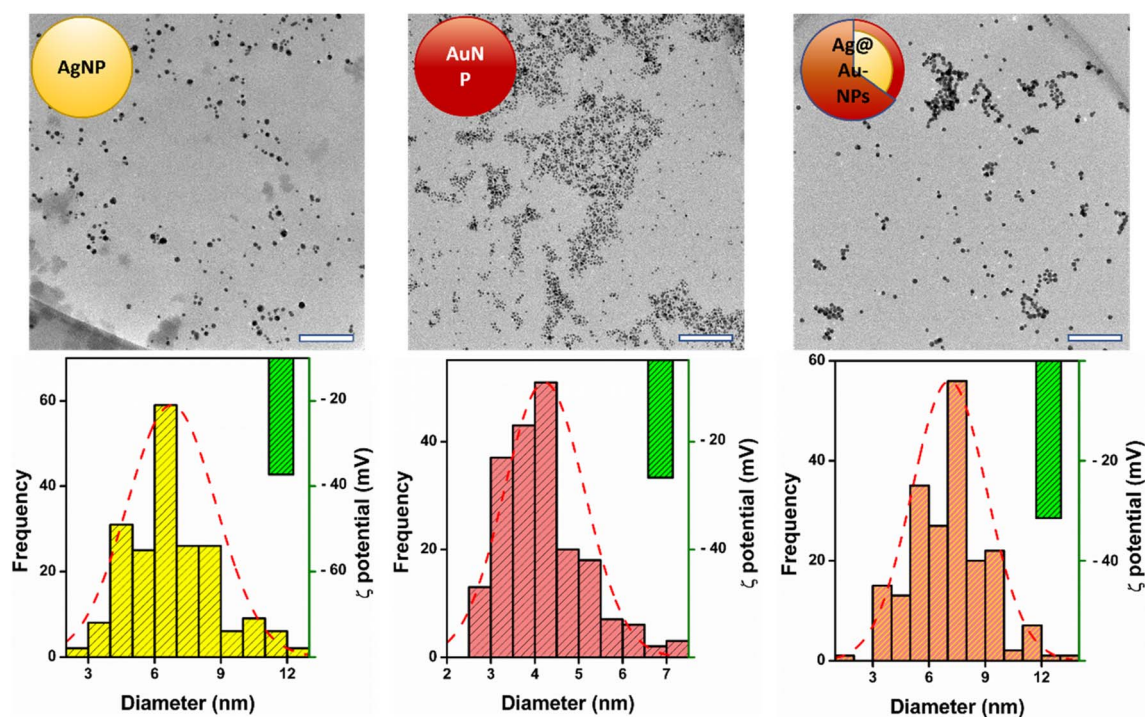 AgNP
AuN
P
Ag@
Au-
NPs
60
40
20
0
Frequency
3
6
9
12
Diameter (nm)
- 20
- 40
- 60
ζ potential (mV)
40
20
0
Frequency
2
3
4
5
6
7
Diameter (nm)
- 20
- 40
ζ potential (mV)
60
40
20
0
Frequency
3
6
9
12
Diameter (nm)
- 20
- 40
ζ potential (mV)